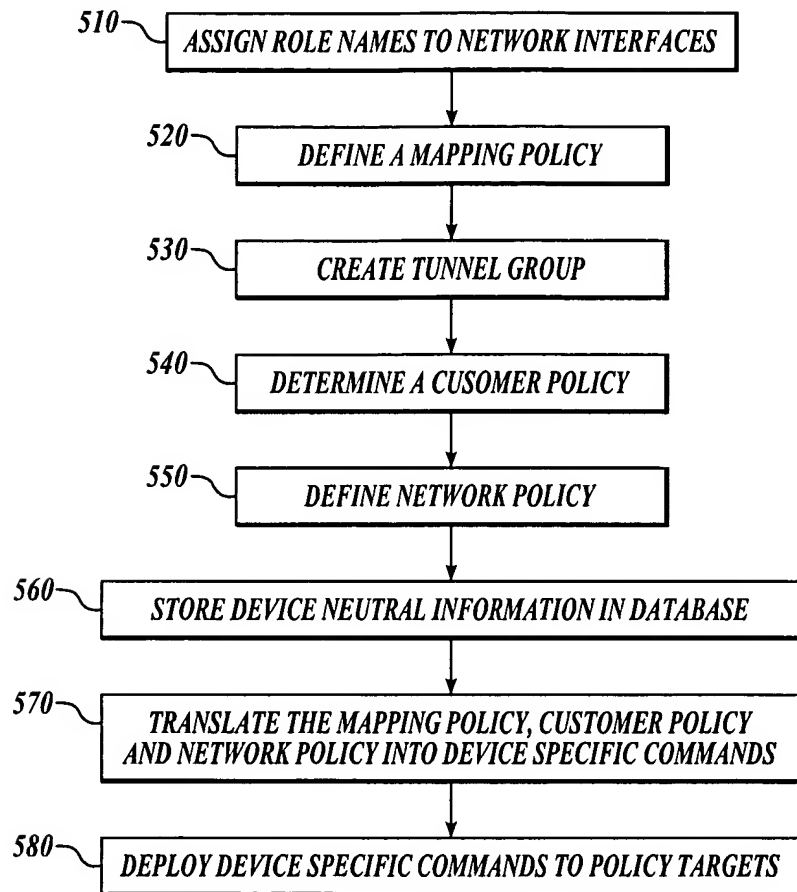 510
ASSIGN ROLE NAMES TO NETWORK INTERFACES
520
DEFINE A MAPPING POLICY
530
CREATE TUNNEL GROUP
540
DETERMINE A CUSOMER POLICY
550
DEFINE NETWORK POLICY
560
STORE DEVICE NEUTRAL INFORMATION IN DATABASE
570
TRANSLATE THE MAPPING POLICY, CUSTOMER POLICY
AND NETWORK POLICY INTO DEVICE SPECIFIC COMMANDS
580
DEPLOY DEVICE SPECIFIC COMMANDS TO POLICY TARGETS